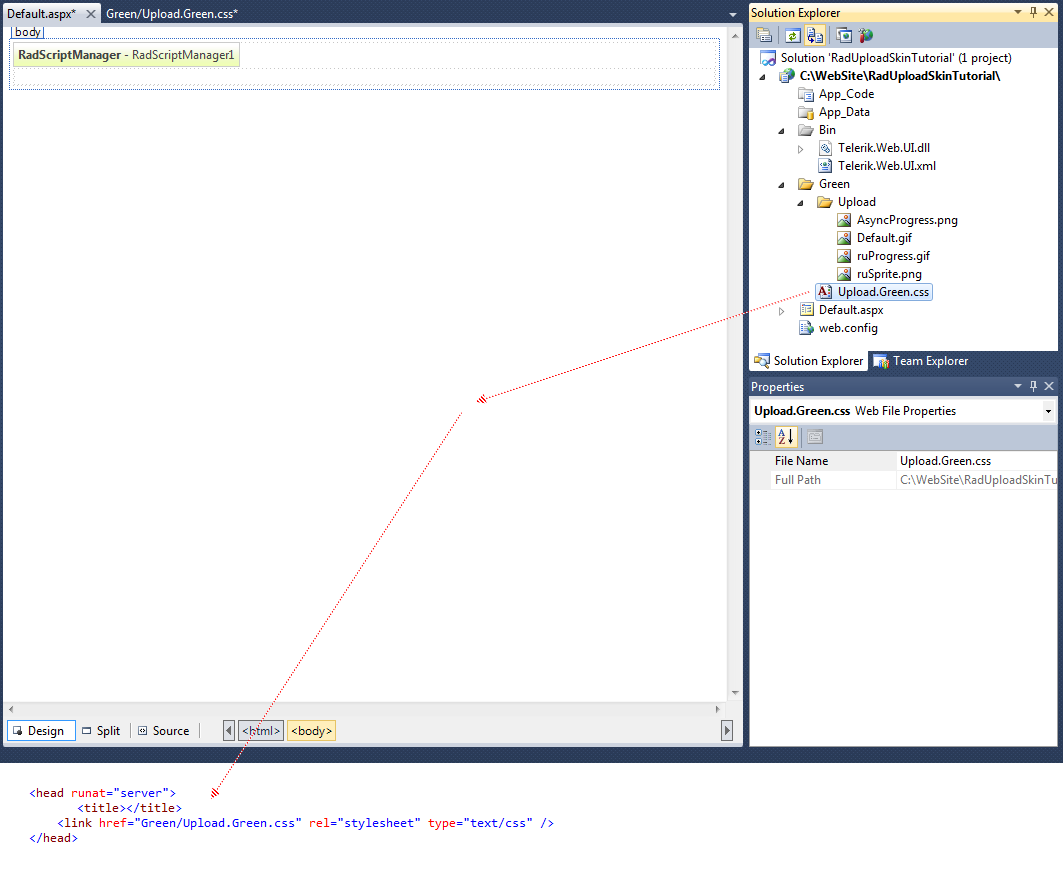 Default.aspx* Green/Upload.Green.css*
body
RadScriptManager - RadScriptManager1
Design Split Source <html> <body>
Solution Explorer
Solution 'RadUploadSkinTutorial' (1 project)
C:\WebSite\RadUploadSkinTutorial\
App_Code
App_Data
Bin
Telerik.Web.UI.dll
Telerik.Web.UI.xml
Green
Upload
AsyncProgress.png
Default.gif
ruProgress.gif
ruSprite.png
Upload.Green.css
Default.aspx
web.config
Solution Explorer Team Explorer
Properties
Upload.Green.css Web File Properties
File Name Upload.Green.css
Full Path C:\WebSite\RadUploadSkinTu
<head runat="server">
<title></title>
<link href="Green/Upload.Green.css" rel="stylesheet" type="text/css" />
</head>